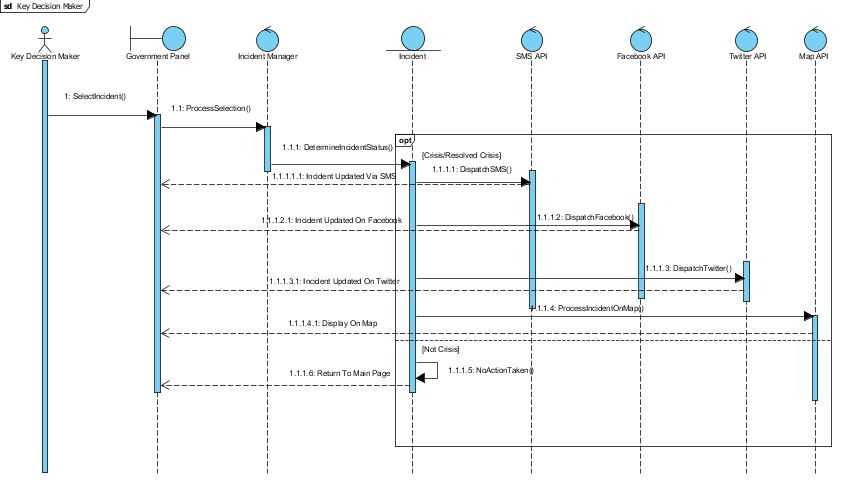 sd Key Decision Maker
Key Decision Maker
Government Panel
Incident Manager
Incident
SMS API
Facebook API
Twitter API
Map API
1: SelectIncident()
1.1: ProcessSelection()
opt
1.1.1: DetermineIncidentStatus()
[Crisis/Resolved Crisis]
1.1.1.1: DispatchSMS()
1.1.1.1.1: Incident Updated Via SMS
1.1.1.2: DispatchFacebook()
1.1.1.2.1: Incident Updated On Facebook
1.1.1.3: DispatchTwitter()
1.1.1.3.1: Incident Updated On Twitter
1.1.1.4: ProcessIncidentOnMap()
1.1.1.4.1: Display On Map
[Not Crisis]
1.1.1.5: NoActionTaken()
1.1.1.6: Return To Main Page